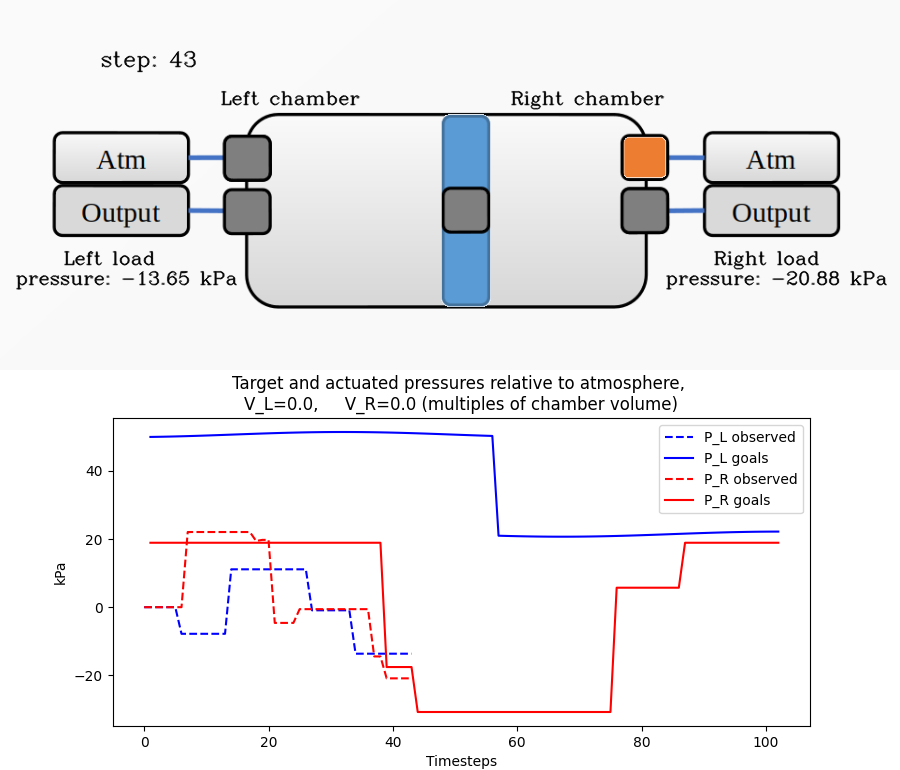 step: 43
Left chamber
Right chamber
Atm
Atm
Output
Output
Left load
pressure: −13.65 kPa
Right load
pressure: −20.88 kPa
Target and actuated pressures relative to atmosphere,
V_L=0.0, V_R=0.0 (multiples of chamber volume)
P_L observed
P_L goals
P_R observed
P_R goals
kPa
40
20
0
−20
0 20 40 60 80 100
Timesteps